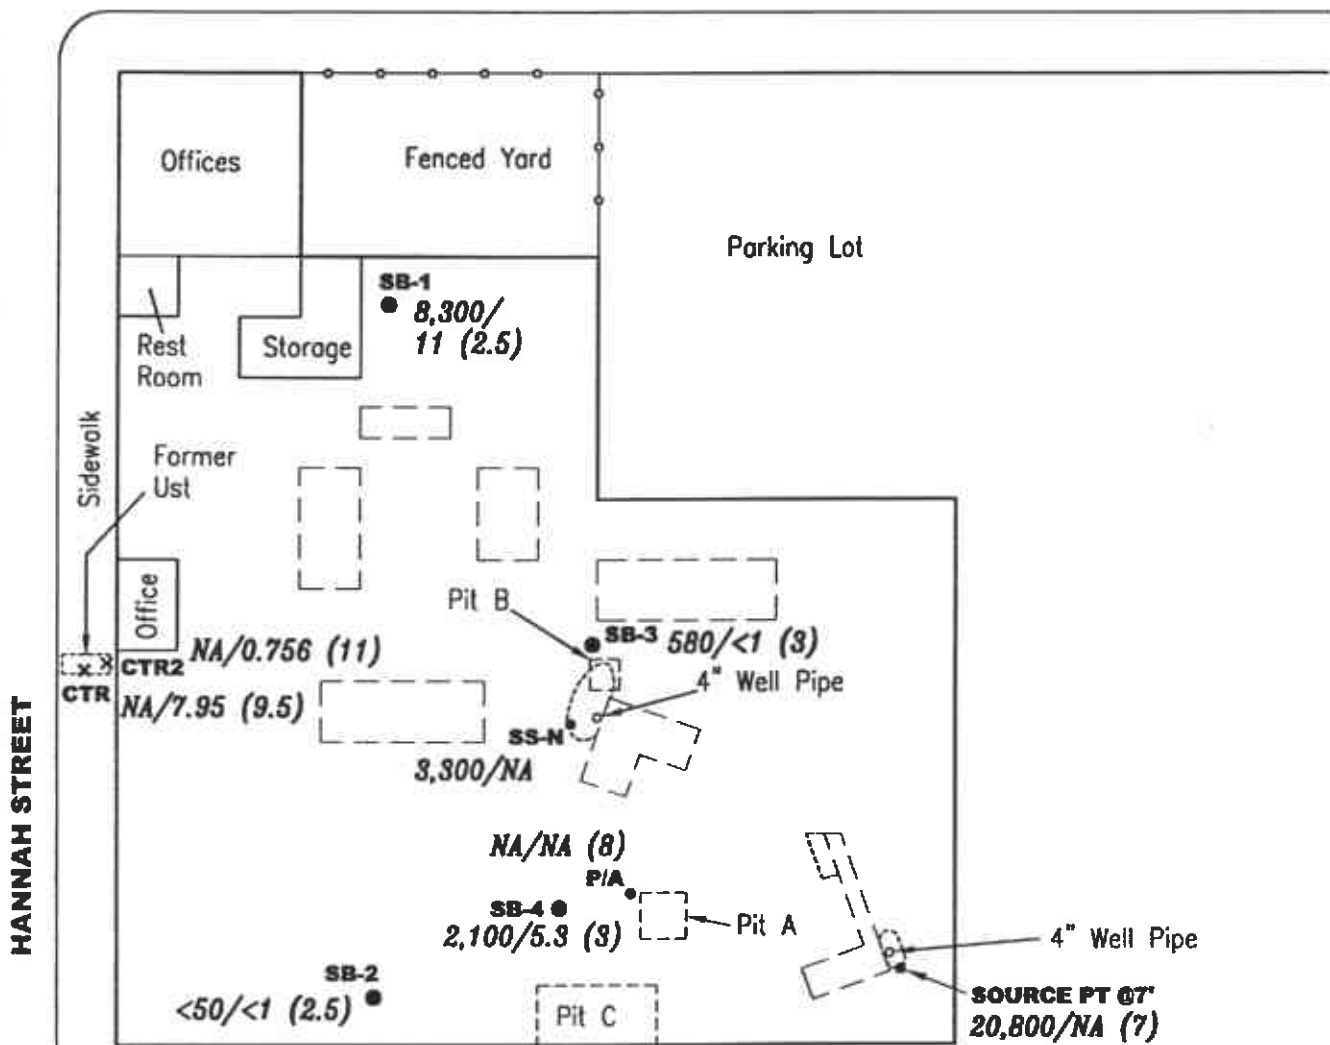 Offices
Fenced Yard
Parking Lot
SB-1
8,300/
11 (2.5)
Rest
Room
Storage
Sidewalk
Former
Ust
Office
Pit B
SB-3
580/<1 (3)
NA/0.756 (11)
CTR2
CTR
NA/7.95 (9.5)
4" Well Pipe
SS-N
3,300/NA
HANNAH STREET
NA/NA (8)
P/A
SB-4
2,100/5.3 (3)
Pit A
4" Well Pipe
SB-2
<50/<1 (2.5)
Pit C
SOURCE PT @7'
20,800/NA (7)